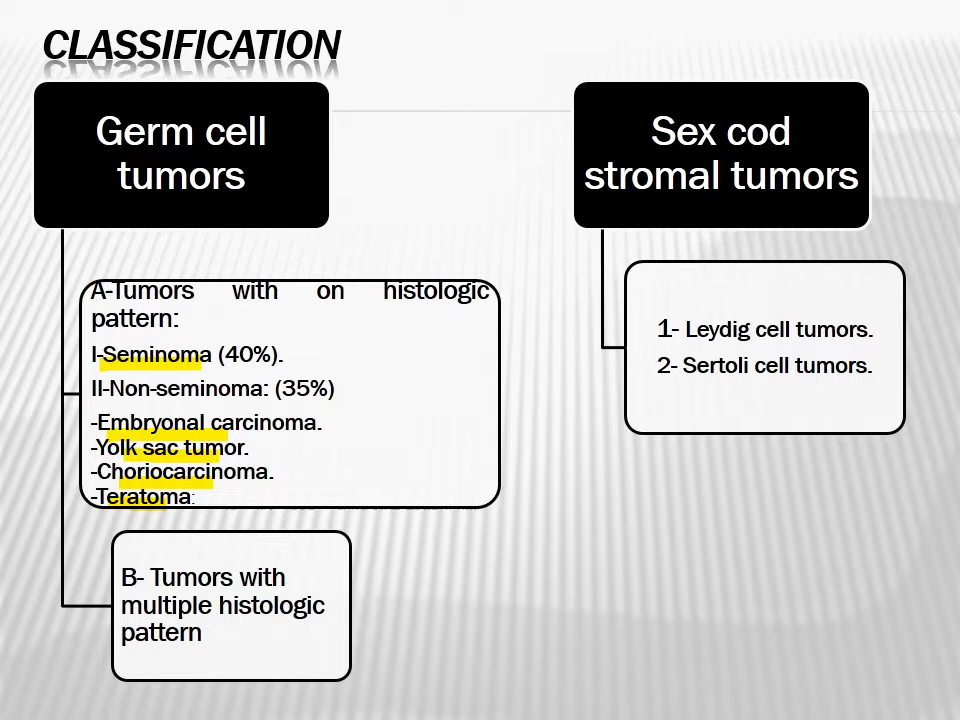 CLASSIFICATION
Germ cell
tumors
A-Tumors with on histologic
pattern:
I-Seminoma (40%).
II-Non-seminoma: (35%)
-Embryonal carcinoma.
-Yolk sac tumor.
-Choriocarcinoma.
-Teratoma:
B- Tumors with
multiple histologic
pattern
Sex cod
stromal tumors
1- Leydig cell tumors.
2- Sertoli cell tumors.